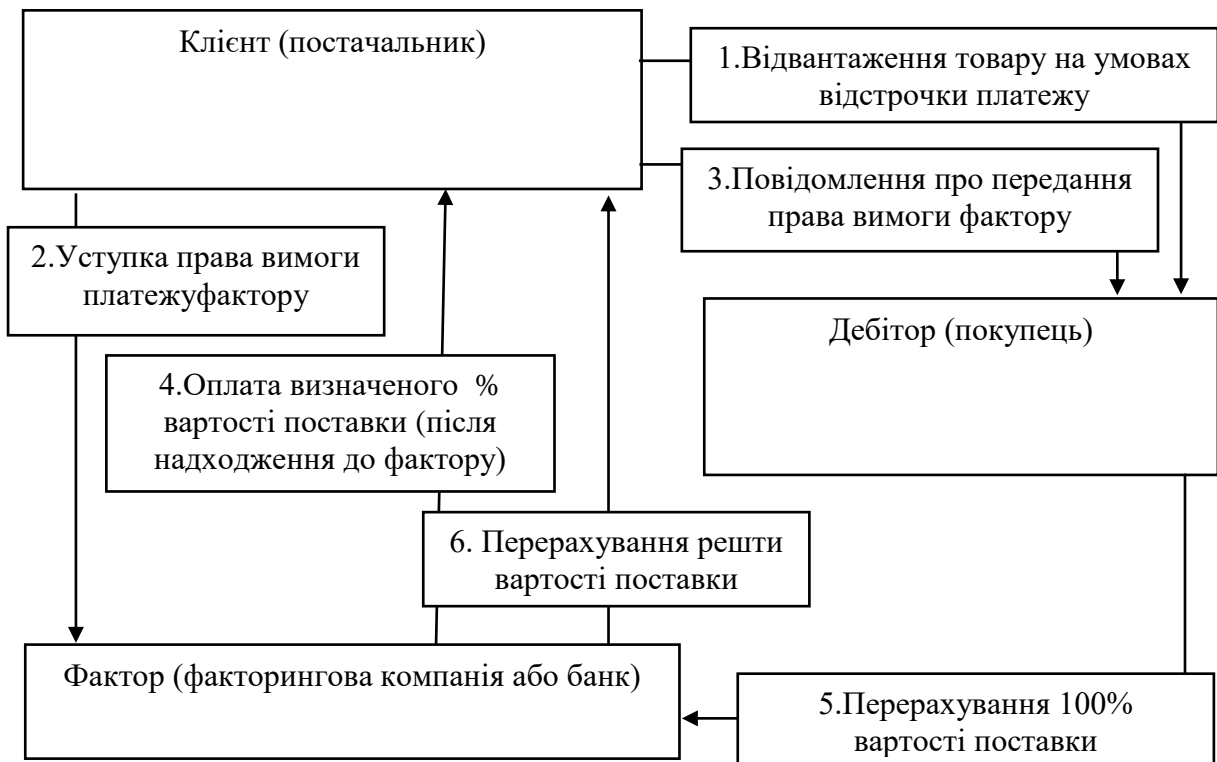 Клієнт (постачальник)
1.Відвантаження товару на умовах
відстрочки платежу
3.Повідомлення про передання
права вимоги фактору
2.Уступка права вимоги
платежуфактору
Дебітор (покупець)
4.Оплата визначеного %
вартості поставки (після
надходження до фактору)
6. Перерахування решти
вартості поставки
Фактор (факторингова компанія або банк)
5.Перерахування 100%
вартості поставки